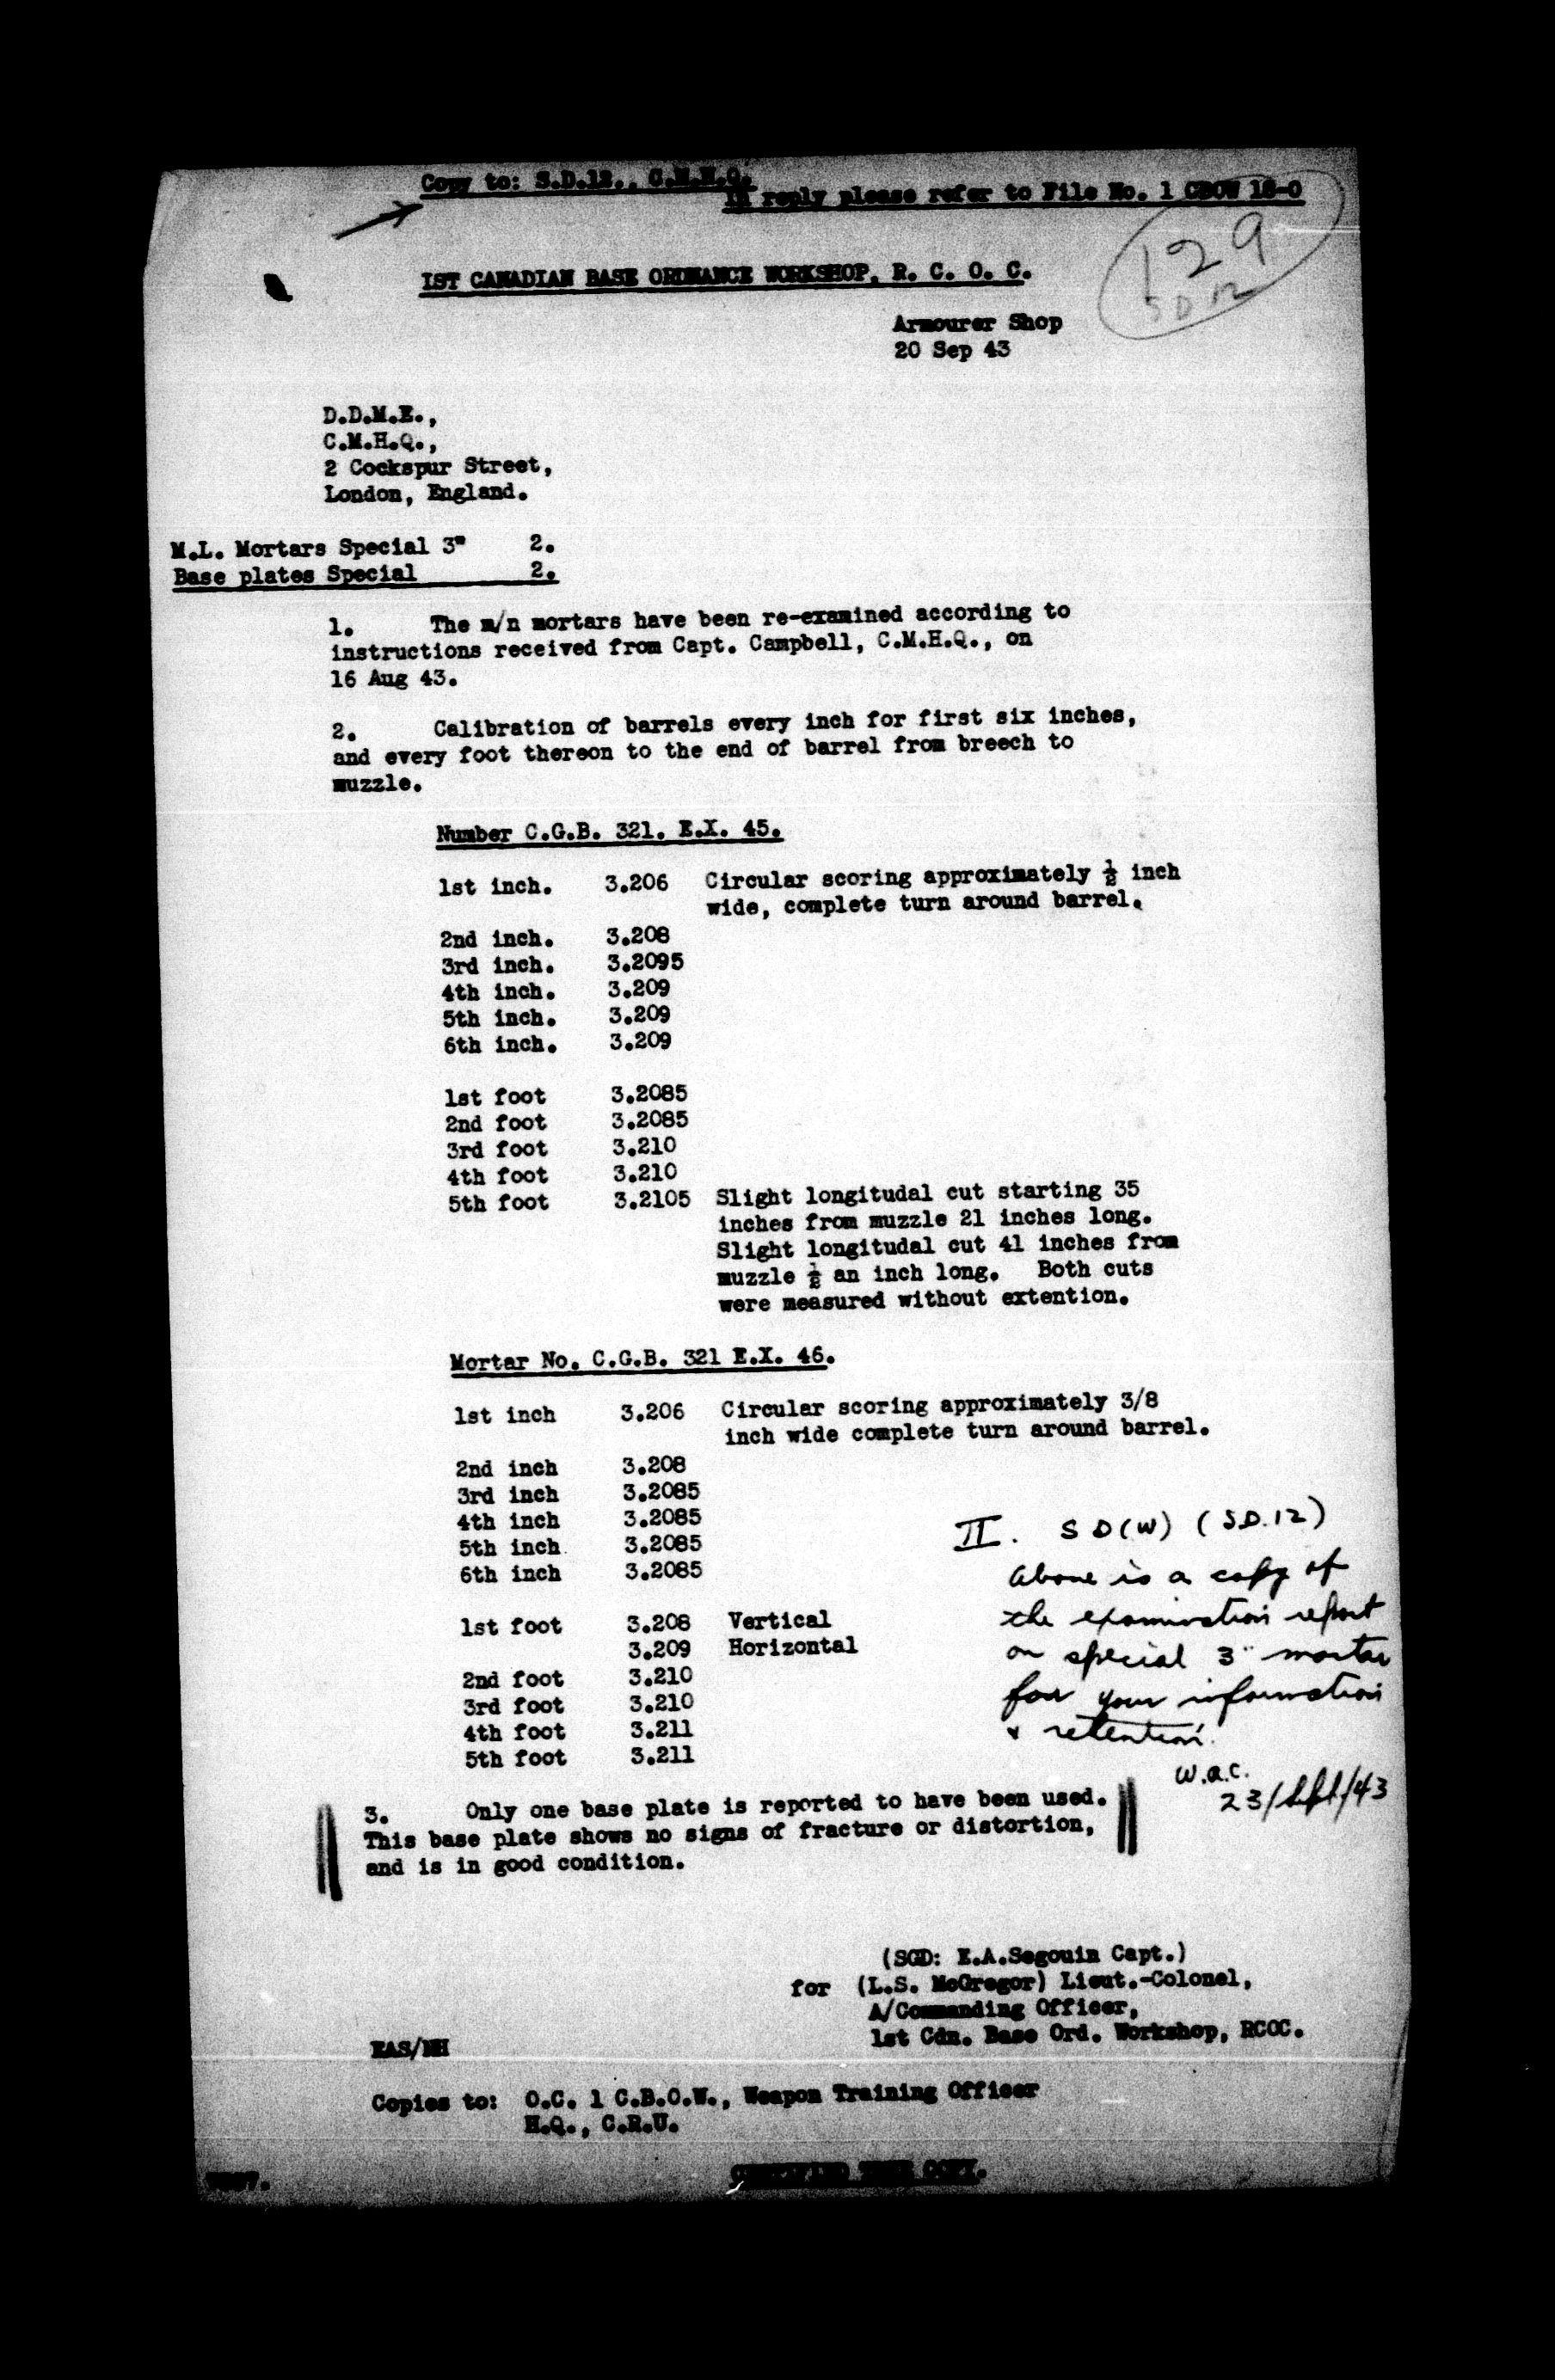 Copy to: S.D.12., C.M.H.Q.
In reply please refer to File No. 1 CBOW 18-0
129
SD 12
1ST CANADIAN BASE ORDNANCE WORKSHOP, R. C. O. C.
Armourer Shop
20 Sep 43
D.D.M.E.,
C.M.H.Q.,
2 Cockspur Street,
London, England.
M.L. Mortars Special 3" 2.
Base plates Special 2.
1. The m/n mortars have been re-examined according to
instructions received from Capt. Campbell, C.M.H.Q., on
16 Aug 43.
2. Calibration of barrels every inch for first six inches,
and every foot thereon to the end of barrel from breech to
muzzle.
Number C.G.B. 321. E.X. 45.
1st inch. 3.206 Circular scoring approximately ½ inch
wide, complete turn around barrel.
2nd inch. 3.208
3rd inch. 3.2095
4th inch. 3.209
5th inch. 3.209
6th inch. 3.209
1st foot 3.2085
2nd foot 3.2085
3rd foot 3.210
4th foot 3.210
5th foot 3.2105 Slight longitudal cut starting 35
inches from muzzle 21 inches long.
Slight longitudal cut 41 inches from
muzzle ½ an inch long. Both cuts
were measured without extention.
Mortar No. C.G.B. 321 E.X. 46.
1st inch 3.206 Circular scoring approximately 3/8
inch wide complete turn around barrel.
2nd inch 3.208
3rd inch 3.2085
4th inch 3.2085
5th inch 3.2085
6th inch 3.2085
1st foot 3.208 Vertical
3.209 Horizontal
2nd foot 3.210
3rd foot 3.210
4th foot 3.211
5th foot 3.211
II. SD(W) (S.D.12)
Above is a copy of
the examination report
on special 3" mortar
for your information
& retention.
W.A.C.
23/Sept/43
3. Only one base plate is reported to have been used.
This base plate shows no signs of fracture or distortion,
and is in good condition.
(SGD: E.A.Segouin Capt.)
for (L.S. McGregor) Lieut.-Colonel,
A/Commanding Officer,
1st Cdn. Base Ord. Workshop, RCOC.
EAS/NH
Copies to: O.C. 1 C.B.O.W., Weapon Training Officer
H.Q., C.R.U.
CERTIFIED TRUE COPY.